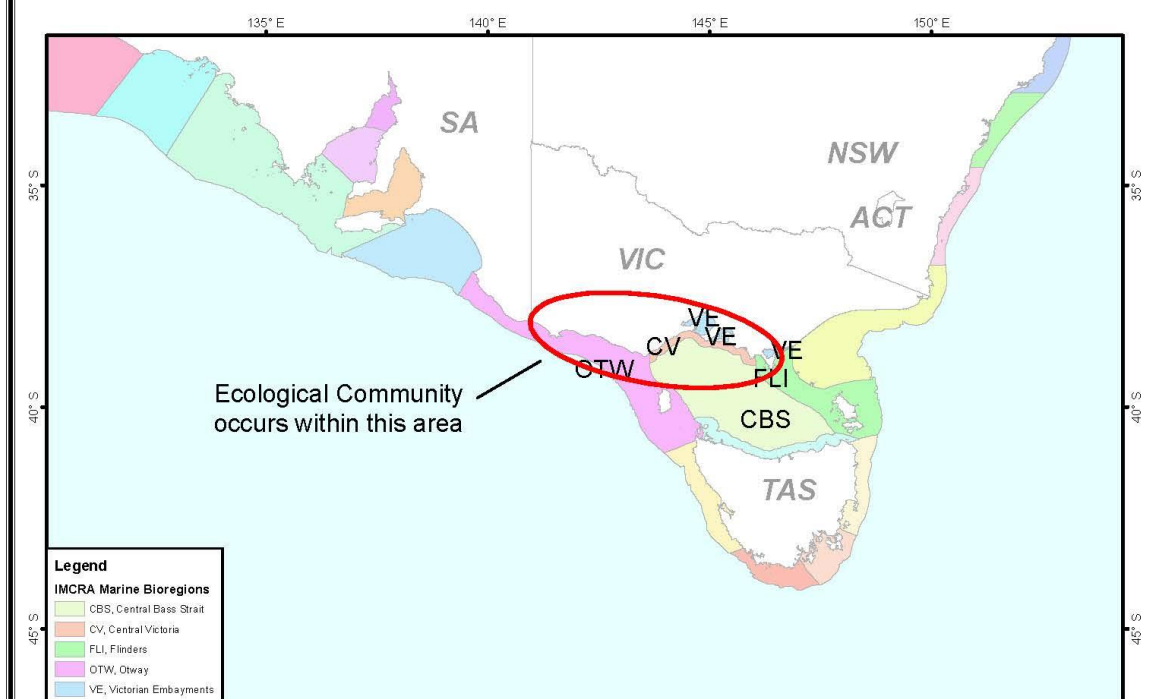 135° E 140° E 145° E 150° E
SA
NSW
35° S 35° S
ACT
VIC
VE
VE
CV VE
OTW FLI
Ecological Community
occurs within this area
40° S 40° S
CBS
TAS
45° S 45° S
Legend
IMCRA Marine Bioregions
CBS, Central Bass Strait
CV, Central Victoria
FLI, Flinders
OTW, Otway
VE, Victorian Embayments